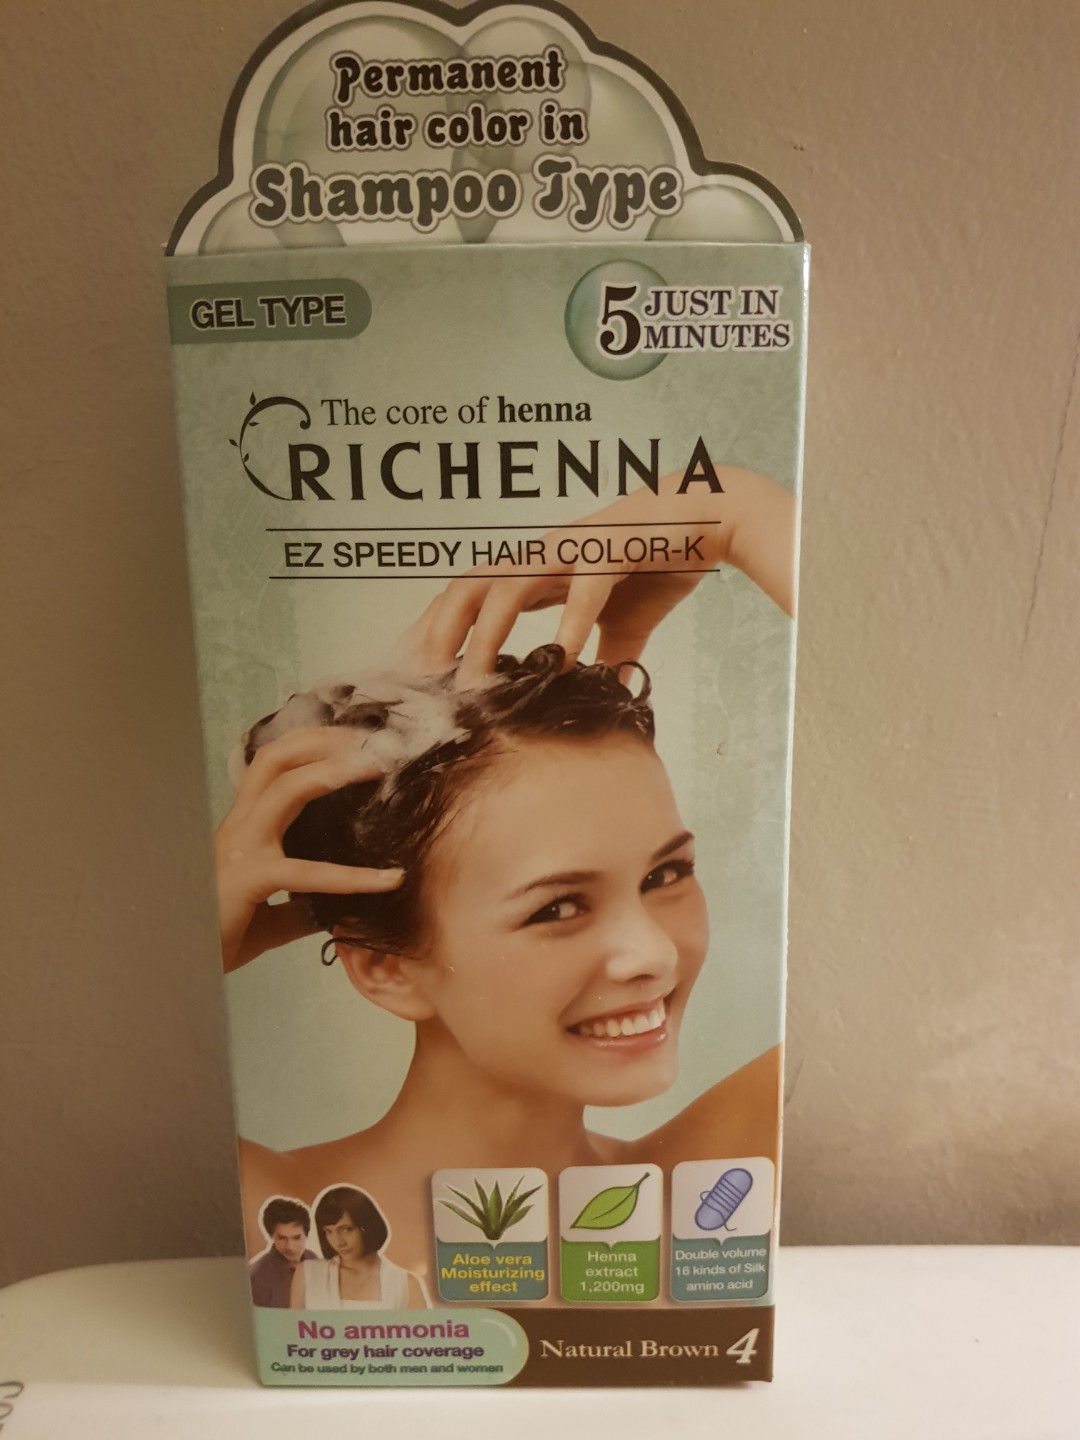 Permanent
hair color in
Shampoo Type
GEL TYPE
5 JUST IN
MINUTES
The core of henna
RICHENNA
EZ SPEEDY HAIR COLOR-K
Aloe vera
Moisturizing
effect
Henna
extract
1,200mg
Double volume
16 kinds of Silk
amino acid
No ammonia
For grey hair coverage
Can be used by both men and women
Natural Brown 4